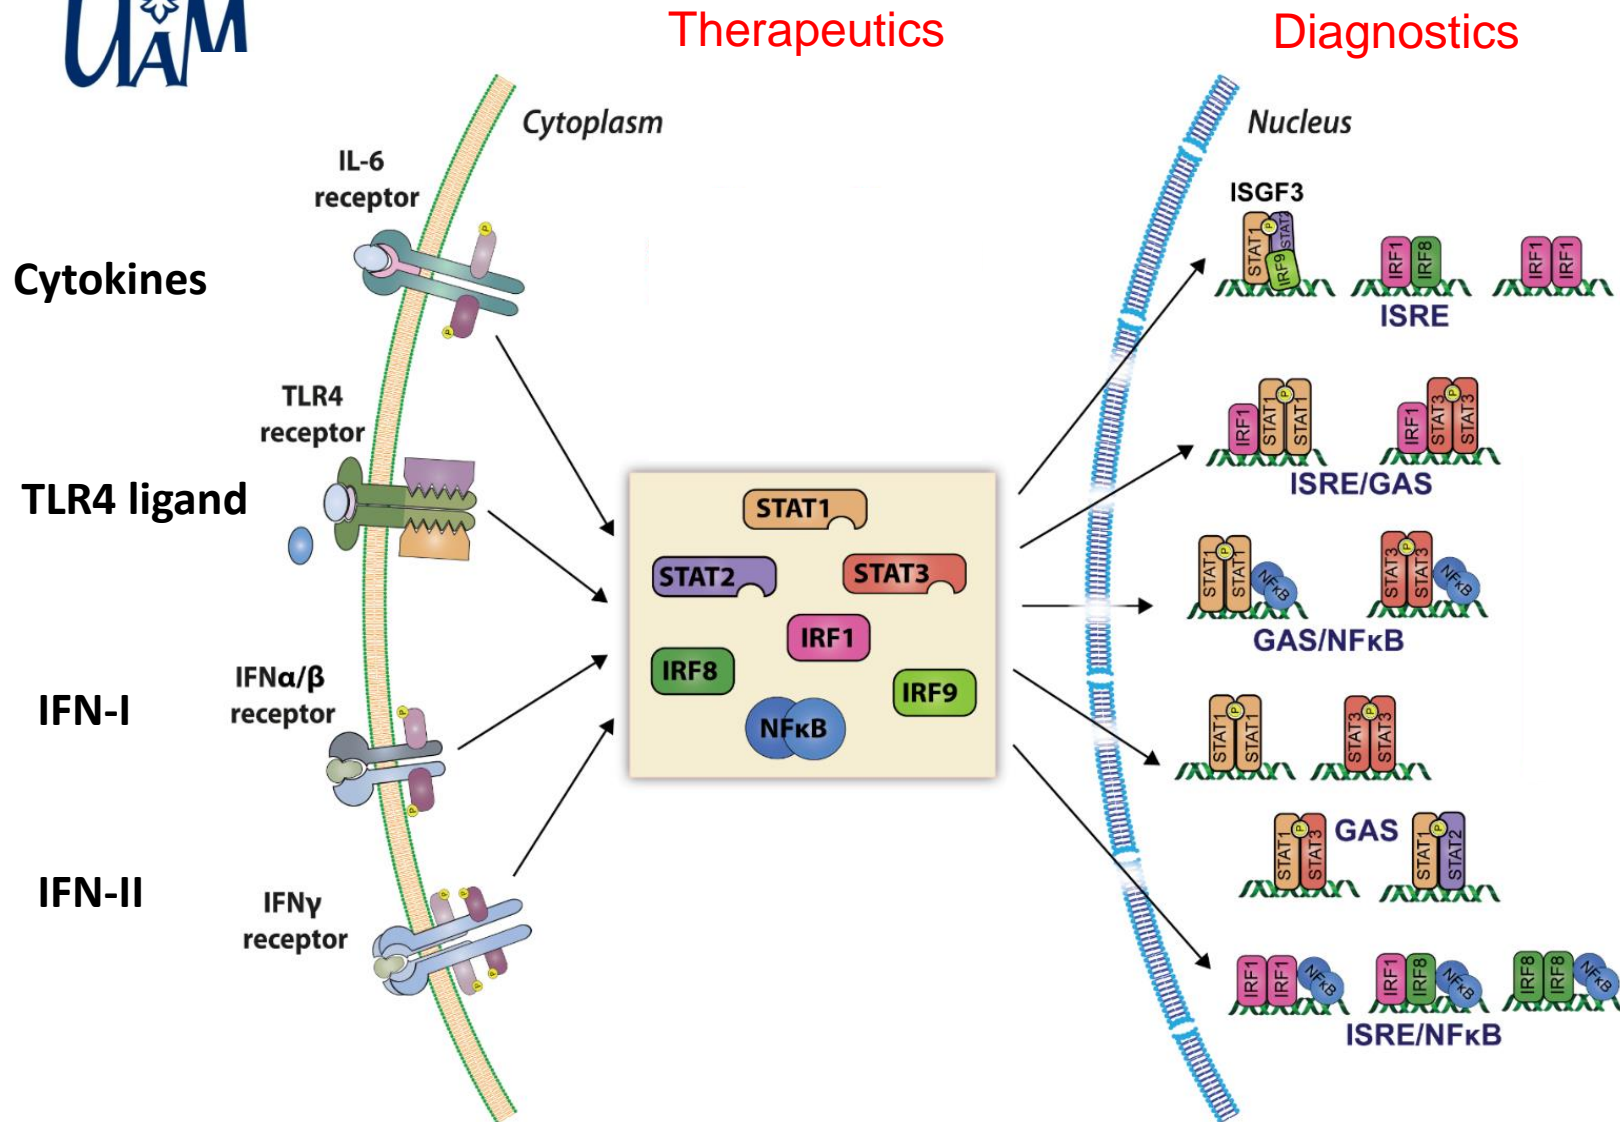 UAM
Therapeutics
Diagnostics
Cytoplasm
Nucleus
IL-6
receptor
Cytokines
P
P
TLR4
receptor
TLR4 ligand
IFNα/β
receptor
IFN-I
P
P
IFN-II
IFNγ
receptor
P
P
P
P
STAT1
STAT2
STAT3
IRF1
IRF8
IRF9
NFκB
ISGF3
STAT1
P
STAT2
IRF9
IRF1
IRF8
IRF1
IRF1
ISRE
IRF1
STAT1
P
STAT1
IRF1
STAT3
P
STAT3
ISRE/GAS
STAT1
P
STAT1
NFκB
STAT3
P
STAT3
NFκB
GAS/NFκB
STAT1
P
STAT1
STAT3
P
STAT3
STAT1
P
STAT3
GAS
STAT1
P
STAT2
IRF1
IRF1
NFκB
IRF1
IRF8
NFκB
IRF8
IRF8
NFκB
ISRE/NFκB